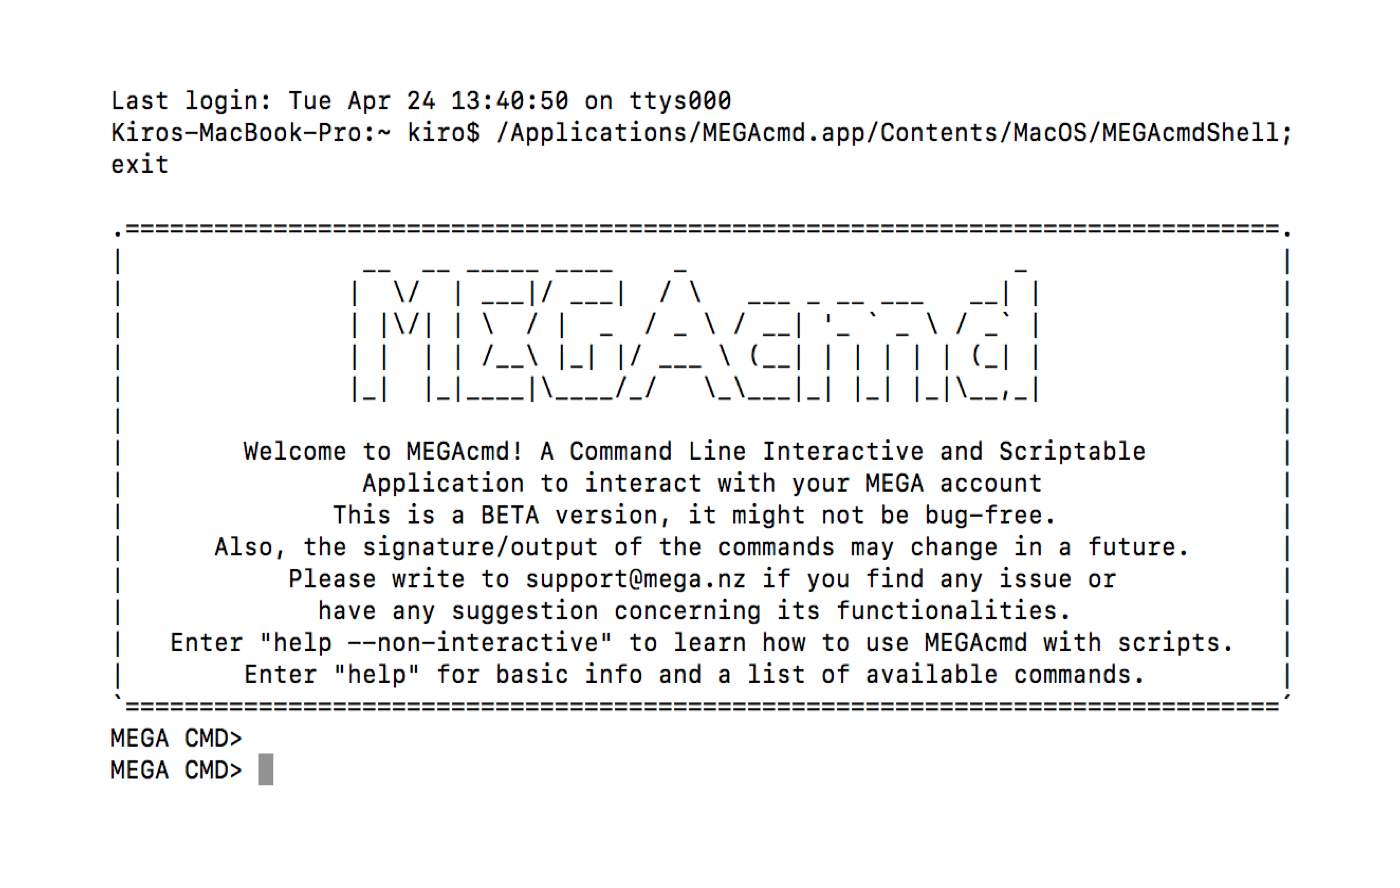 Last login: Tue Apr 24 13:40:50 on ttys000
Kiros-MacBook-Pro:~ kiro$ /Applications/MEGAcmd.app/Contents/MacOS/MEGAcmdShell;
exit
MEGAcmd
Welcome to MEGAcmd! A Command Line Interactive and Scriptable
Application to interact with your MEGA account
This is a BETA version, it might not be bug-free.
Also, the signature/output of the commands may change in a future.
Please write to support@mega.nz if you find any issue or
have any suggestion concerning its functionalities.
Enter "help --non-interactive" to learn how to use MEGAcmd with scripts.
Enter "help" for basic info and a list of available commands.
MEGA CMD>
MEGA CMD>